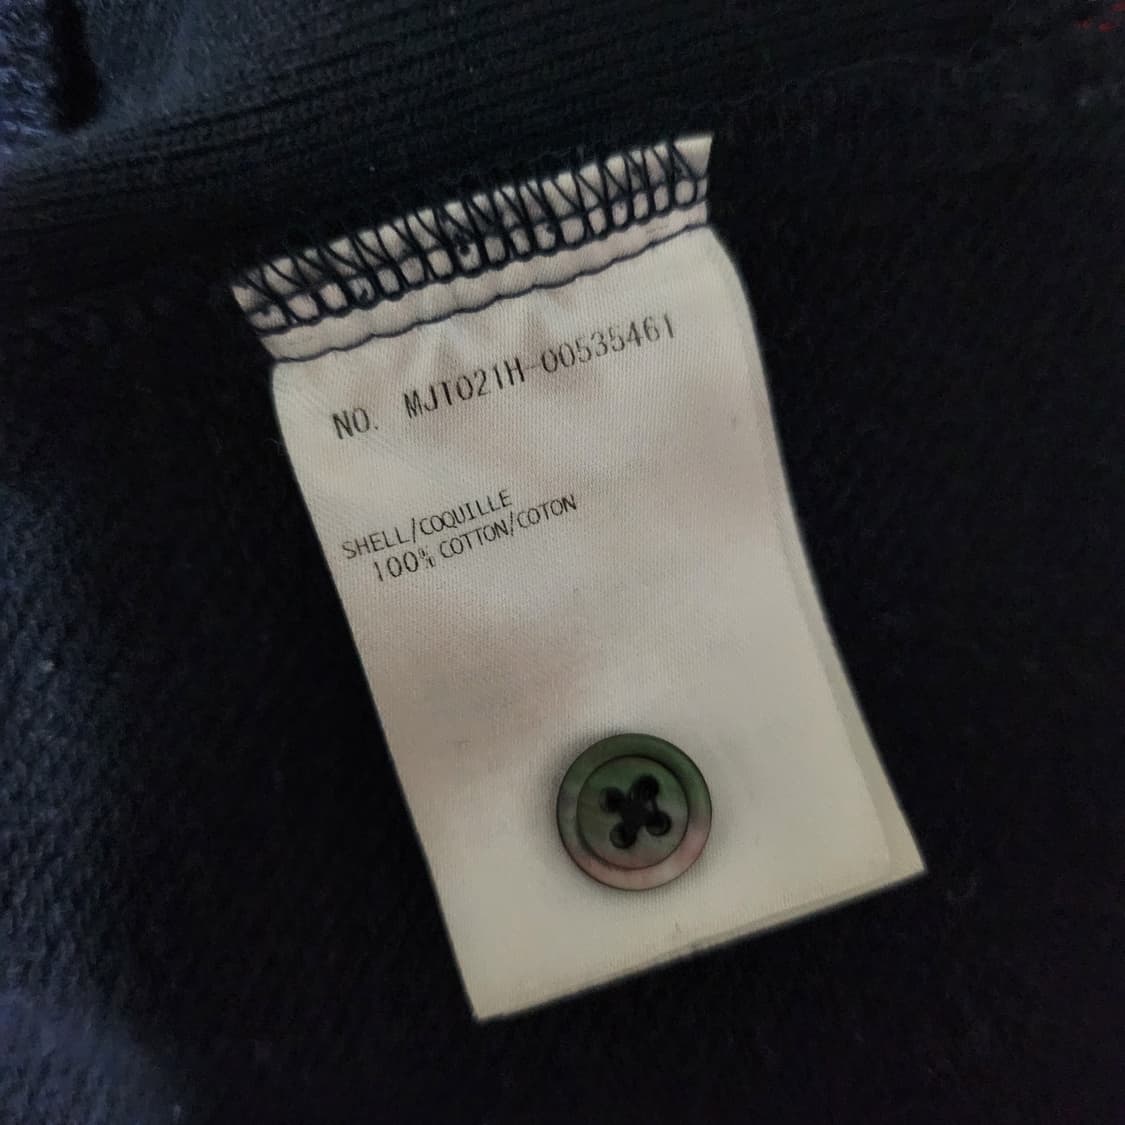 NO. MJT021H-00535461
SHELL/COQUILLE
100% COTTON/COTON